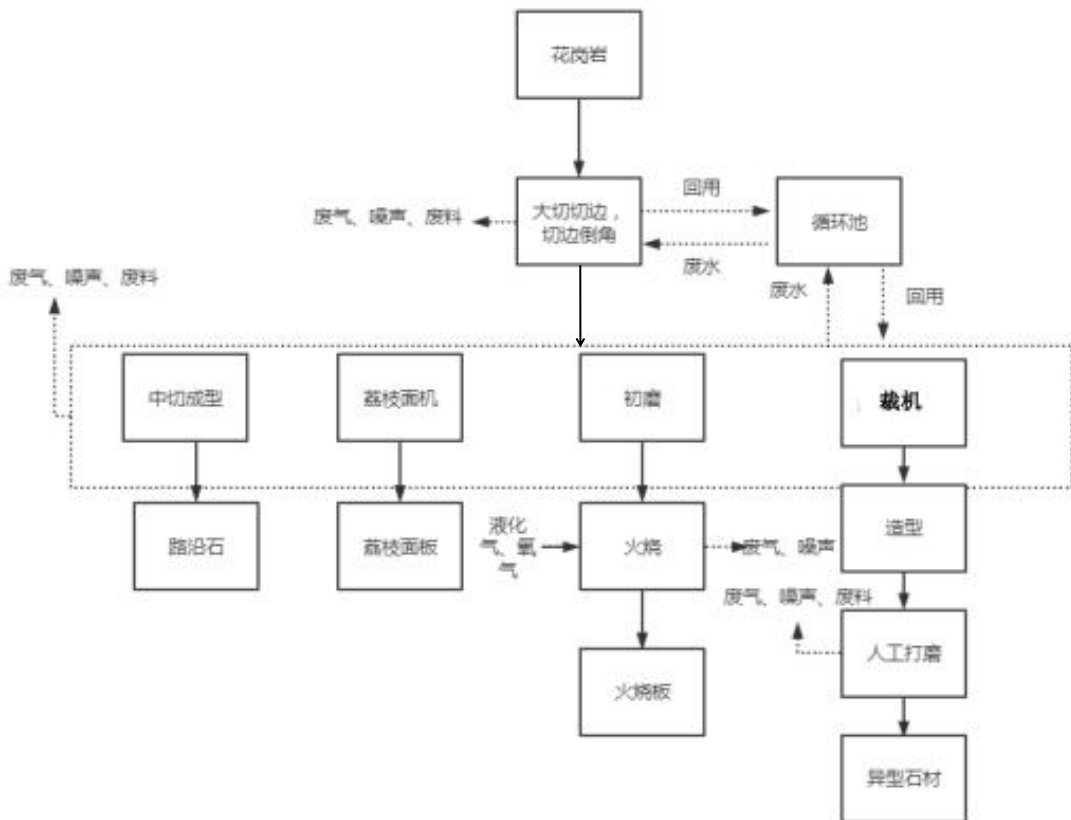 花岗岩
回用
大切切边，
切边倒角
循环池
废气、噪声、废料
废水
废气、噪声、废料
废水
回用
中切成型
荔枝面机
初磨
裁机
路沿石
荔枝面板
液化
气、氧
气
火烧
废气、噪声
造型
废气、噪声、废料
人工打磨
火烧板
异型石材